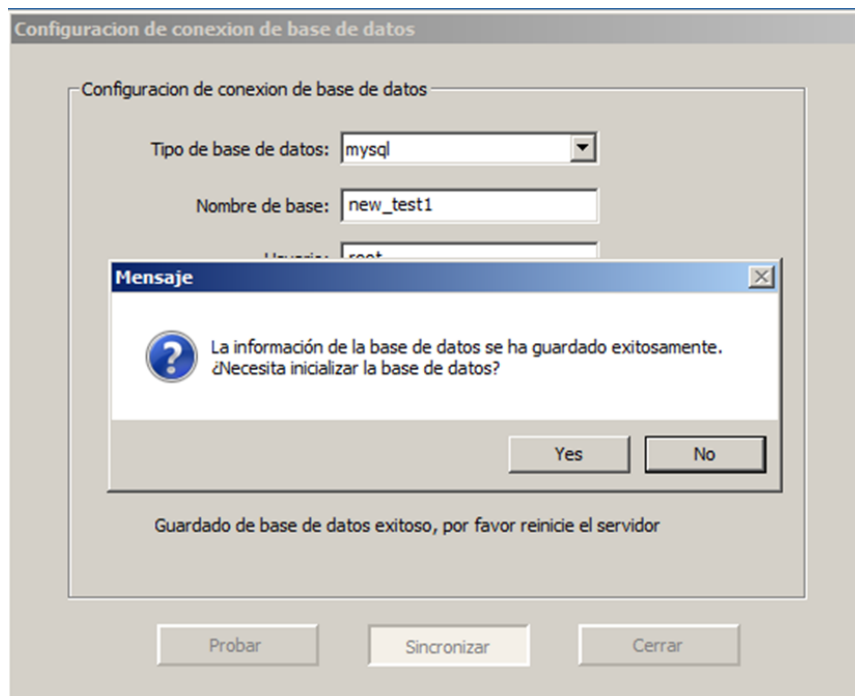 Configuracion de conexion de base de datos
Configuracion de conexion de base de datos
Tipo de base de datos: mysql
Nombre de base: new_test1
Usuario: root
Mensaje
La información de la base de datos se ha guardado exitosamente.
¿Necesita inicializar la base de datos?
Yes No
Guardado de base de datos exitoso, por favor reinicie el servidor
Probar Sincronizar Cerrar